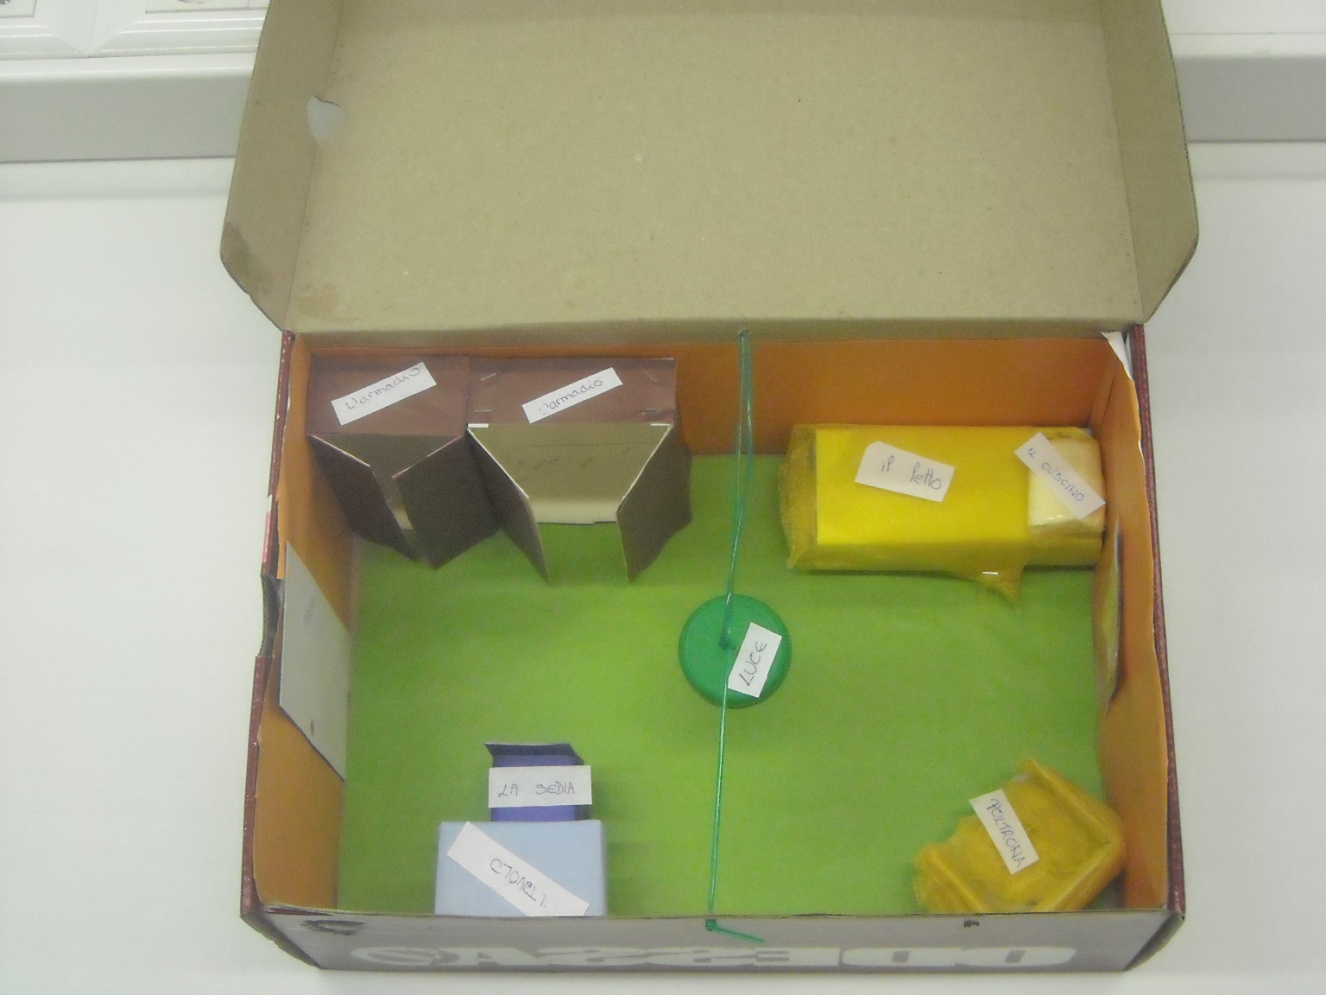 L'armadio
L'armadio
il letto
IL CUSCINO
LUCE
LA SEDIA
POLTRONA